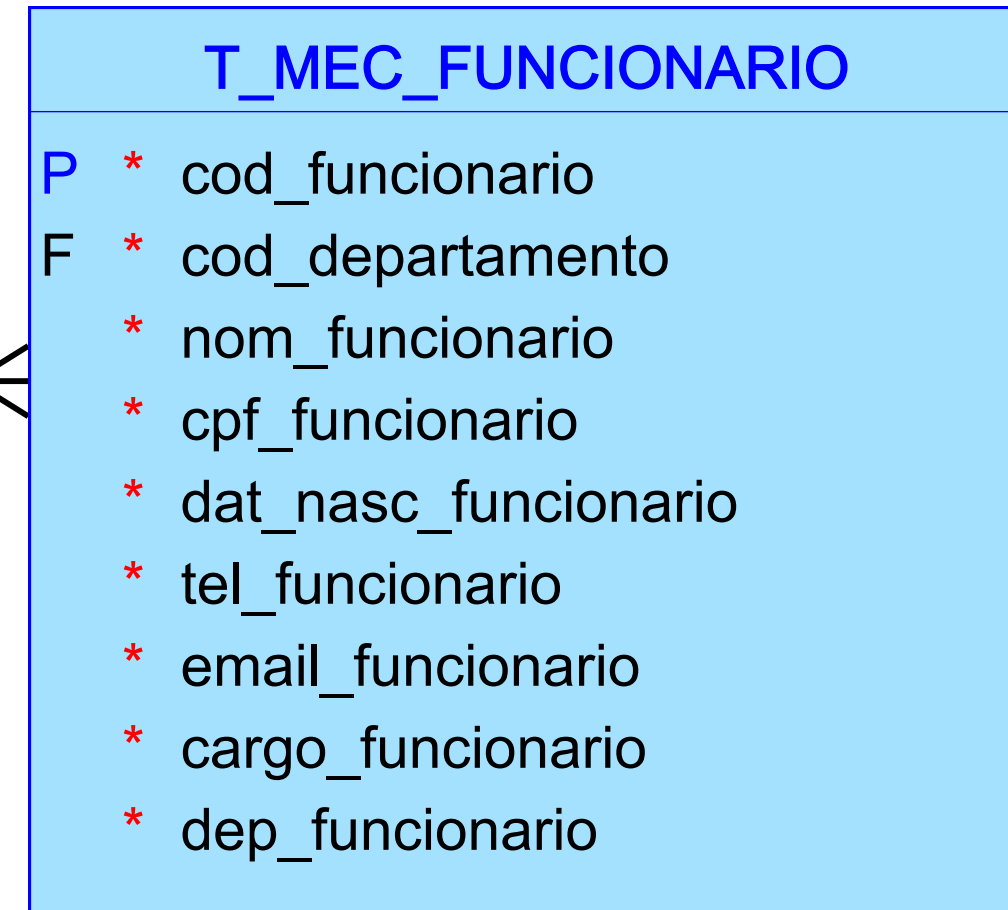 T_MEC_FUNCIONARIO
P * cod_funcionario
F * cod_departamento
* nom_funcionario
* cpf_funcionario
* dat_nasc_funcionario
* tel_funcionario
* email_funcionario
* cargo_funcionario
* dep_funcionario